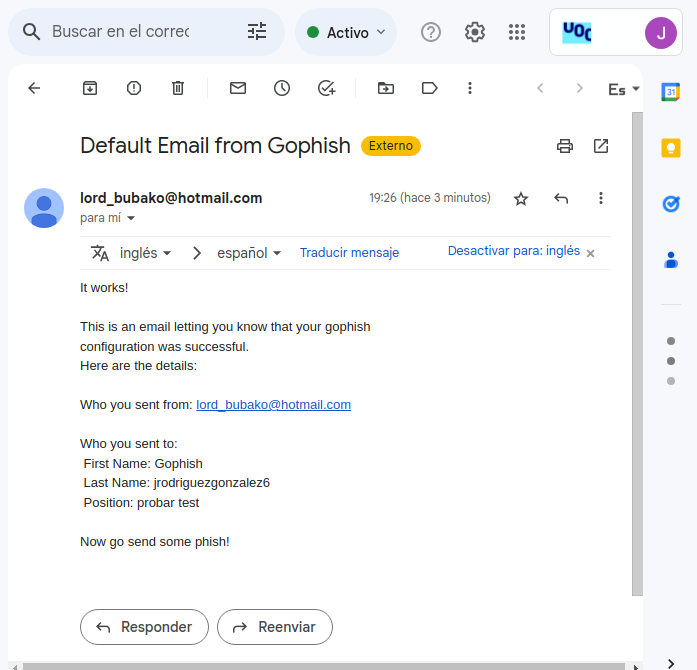 Buscar en el correo
Activo
UOC
J
Es
31
Default Email from Gophish Externo
lord_bubako@hotmail.com 19:26 (hace 3 minutos)
para mí
inglés español Traducir mensaje Desactivar para: inglés
It works!
This is an email letting you know that your gophish
configuration was successful.
Here are the details:
Who you sent from: lord_bubako@hotmail.com
Who you sent to:
First Name: Gophish
Last Name: jrodriguezgonzalez6
Position: probar test
Now go send some phish!
Responder Reenviar